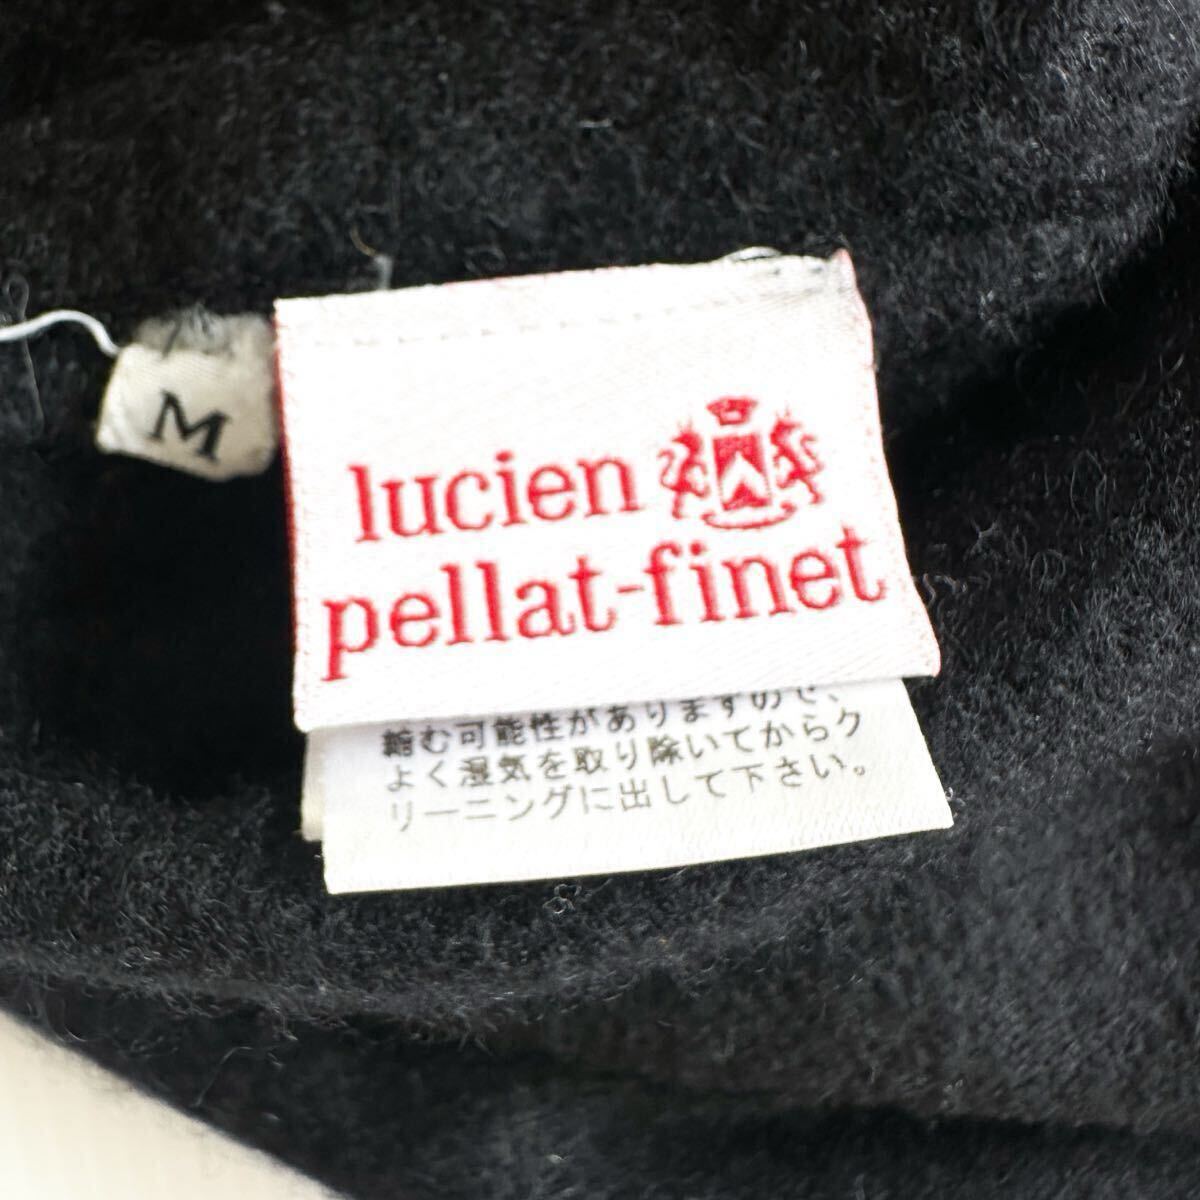 M
lucien
pellat-finet
縮む可能性がありますので、
よく湿気を取り除いてからク
リーニングに出して下さい。